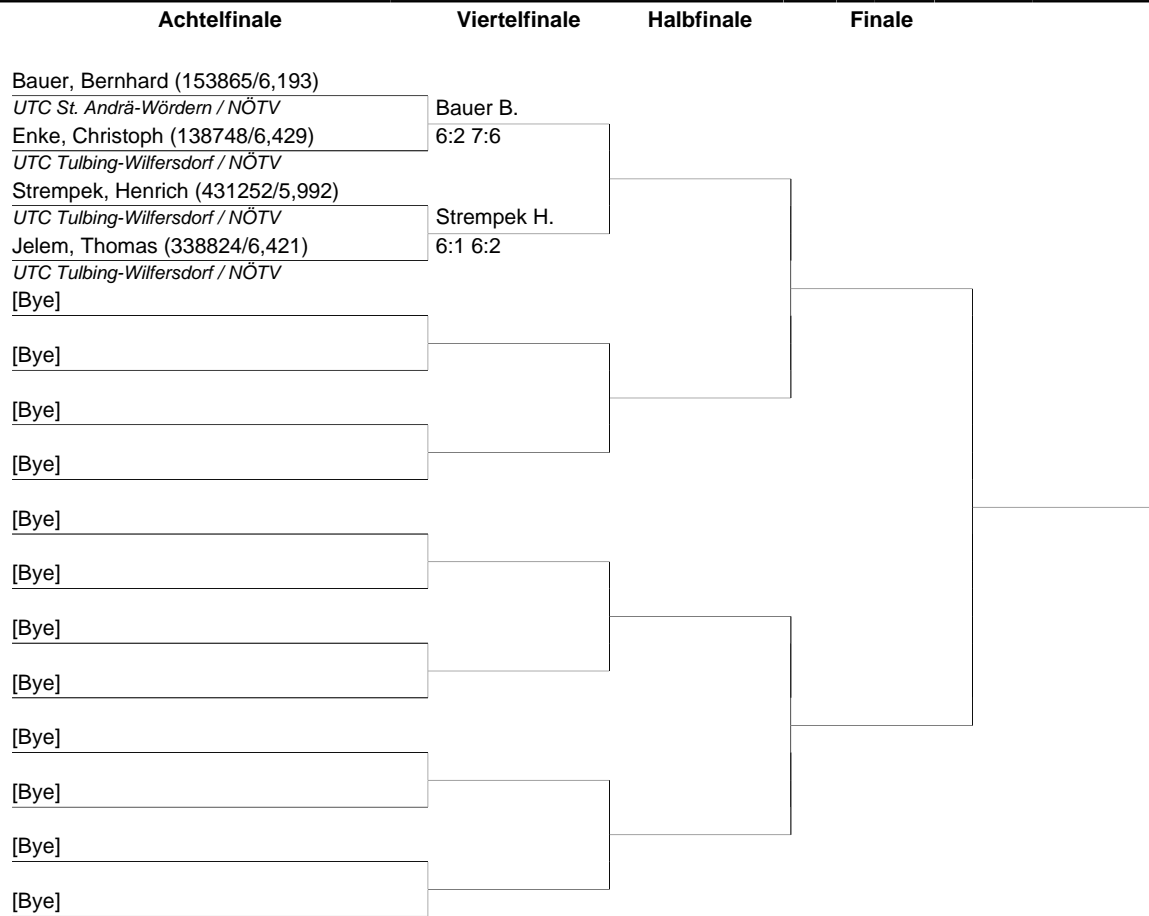 Achtelfinale Viertelfinale Halbfinale Finale
Bauer, Bernhard (153865/6,193)
UTC St. Andrä-Wördern / NÖTV Bauer B.
Enke, Christoph (138748/6,429) 6:2 7:6
UTC Tulbing-Wilfersdorf / NÖTV
Strempek, Henrich (431252/5,992)
UTC Tulbing-Wilfersdorf / NÖTV Strempek H.
Jelem, Thomas (338824/6,421) 6:1 6:2
UTC Tulbing-Wilfersdorf / NÖTV
[Bye]
[Bye]
[Bye]
[Bye]
[Bye]
[Bye]
[Bye]
[Bye]
[Bye]
[Bye]
[Bye]
[Bye]